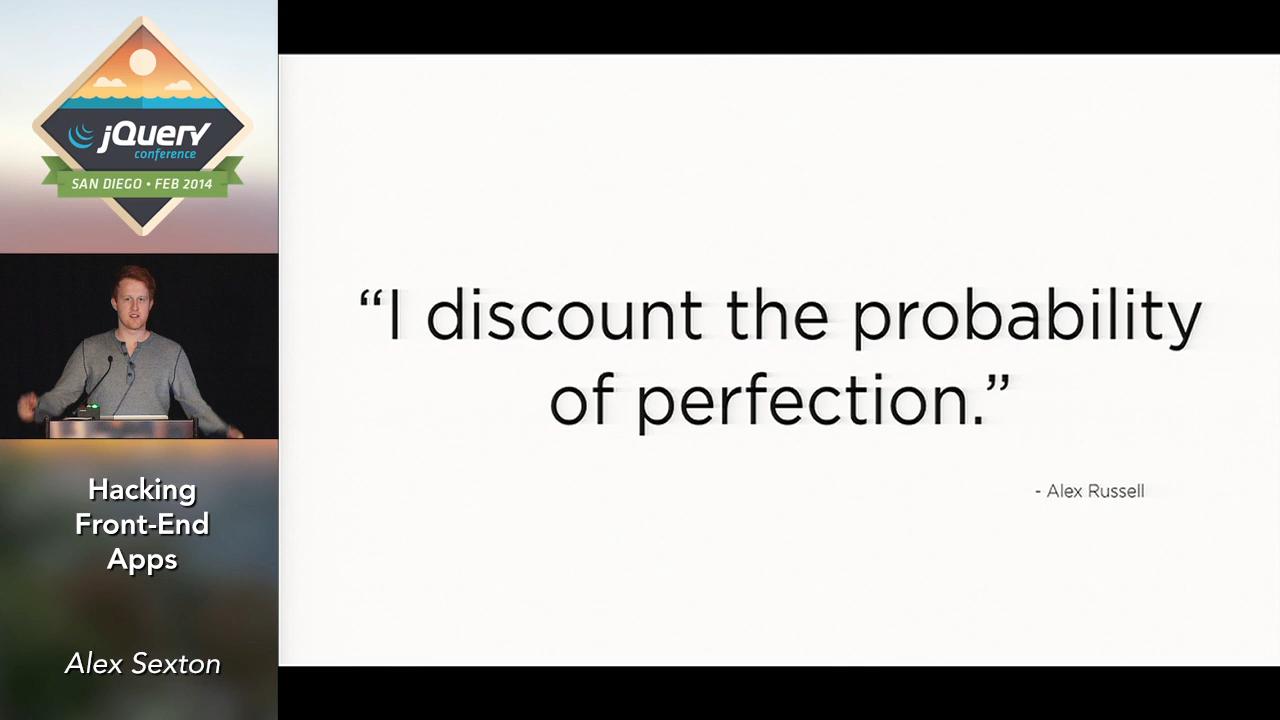 jQuery
conference
SAN DIEGO • FEB 2014
Hacking
Front-End
Apps
Alex Sexton
“I discount the probability
of perfection.”
- Alex Russell